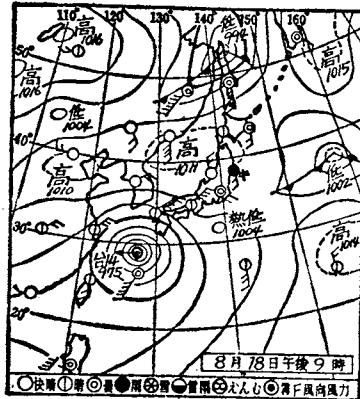 110° 120° 130° 140° 150° 160°
高 1016
低 994
50°
高 1016
高 1015
低 1004
40°
高 1011
高 1010
低 1002
30°
熱低 1004
高 1014
台14 975
20°
8月18日午後9時
快晴 晴 曇 雨 雪 雷雨 えんむ 霧 F 風向風力